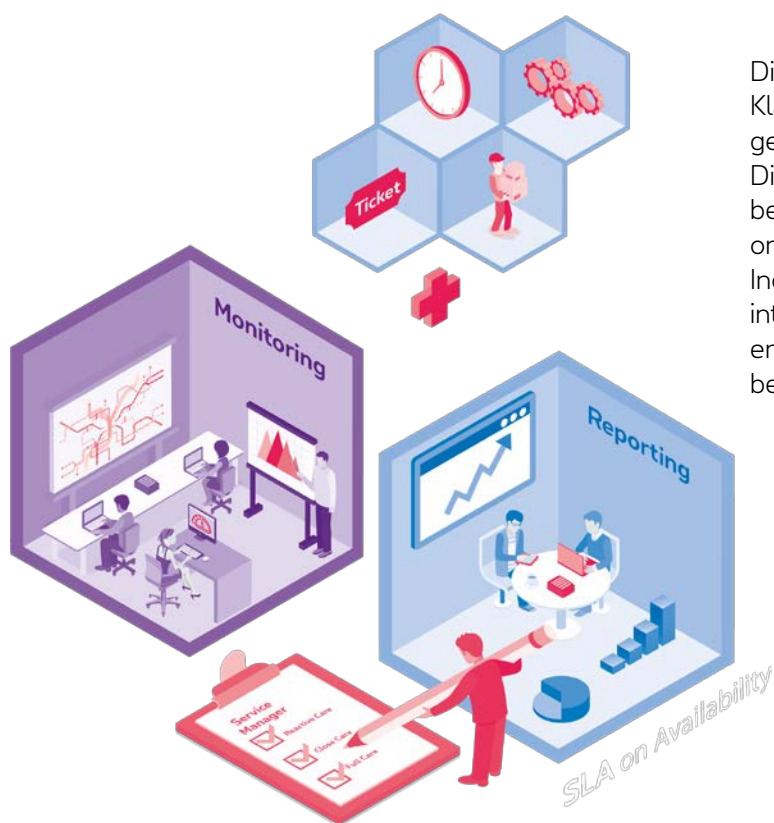 Di
Kl
ge
Di
be
or
In
int
er
be
Ticket
Monitoring
Reporting
Service
Manager
Reactive Care
Close Care
Full Care
SLA on Availability